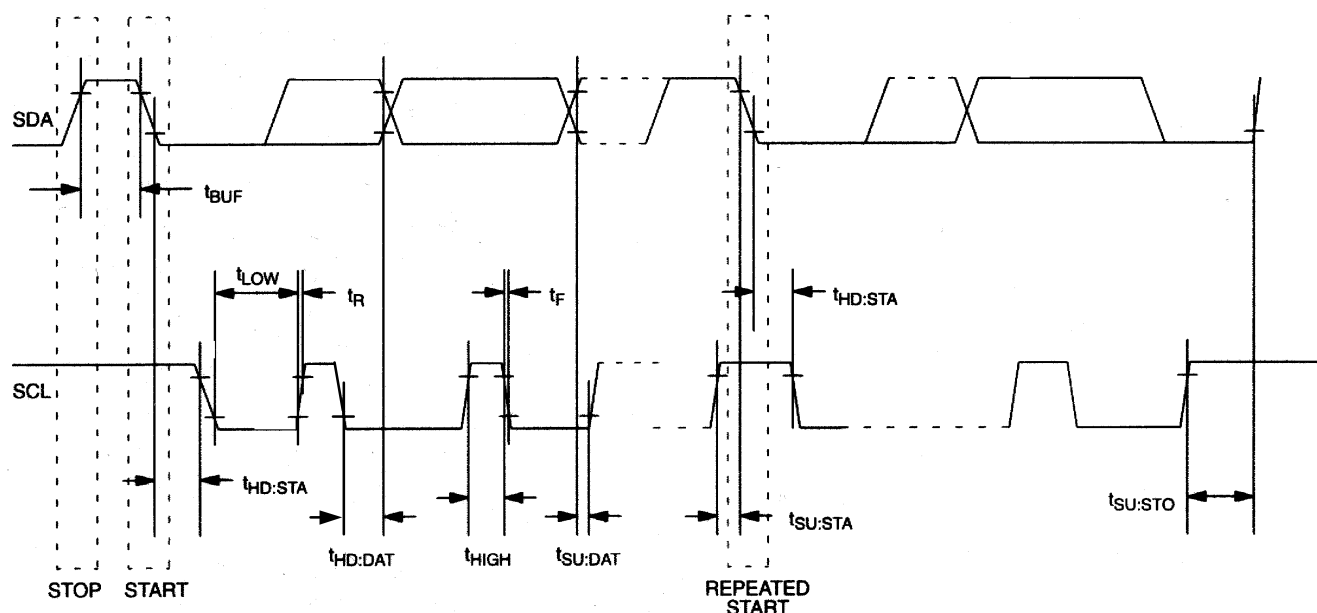 SDA
tBUF
tLOW
tR
tF
tHD:STA
SCL
tHD:STA
tHD:DAT
tHIGH
tSU:DAT
tSU:STA
tSU:STO
STOP
START
REPEATED
START